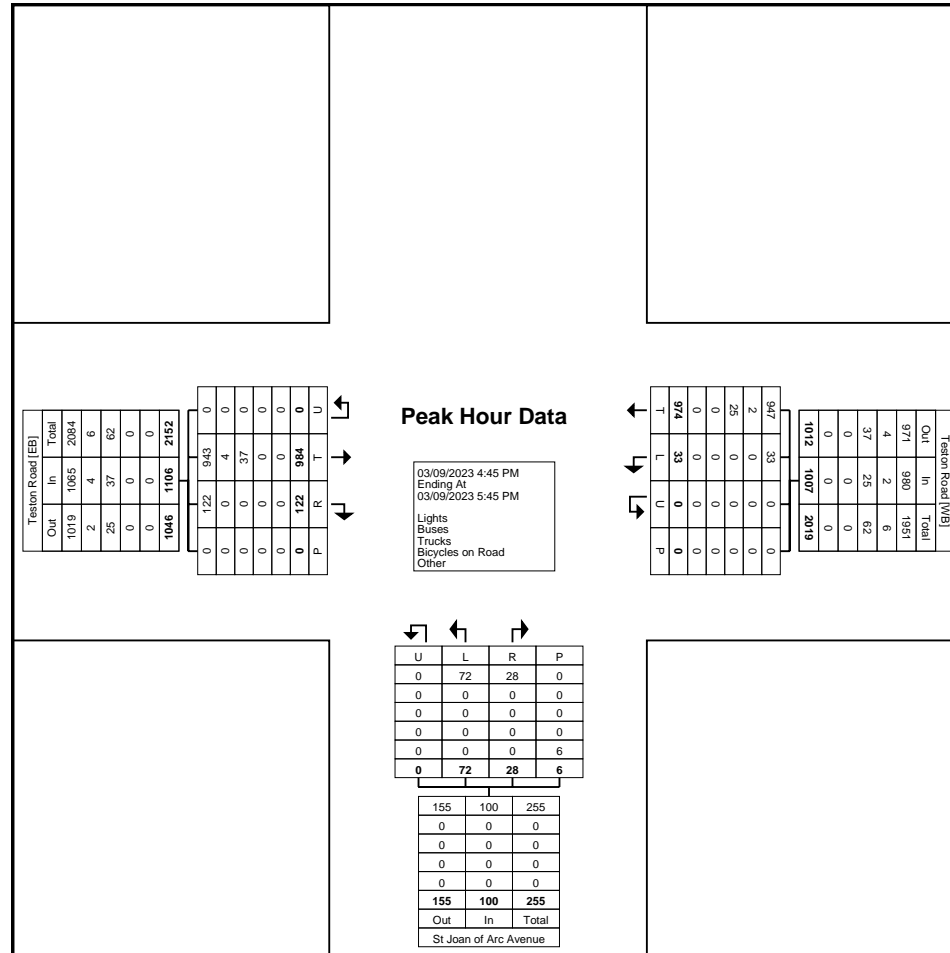 Peak Hour Data
03/09/2023 4:45 PM
Ending At
03/09/2023 5:45 PM
Lights
Buses
Trucks
Bicycles on Road
Other
U T R P
0 984 122 0
0 0 0 0
0 0 0 0
0 37 0 0
0 4 0 0
0 943 122 0
2152 1106 1046
0 0 0
0 0 0
62 37 25
6 4 2
2084 1065 1019
Total In Out
Teston Road [EB]
Teston Road [WB]
Out In Total
971 980 1951
4 2 6
37 25 62
0 0 0
0 0 0
1012 1007 2019
947 33 0 0
2 0 0 0
25 0 0 0
0 0 0 0
0 0 0 0
974 33 0 0
T L U P
U L R P
0 72 28 0
0 0 0 0
0 0 0 0
0 0 0 0
0 0 0 6
0 72 28 6
155 100 255
0 0 0
0 0 0
0 0 0
0 0 0
155 100 255
Out In Total
St Joan of Arc Avenue